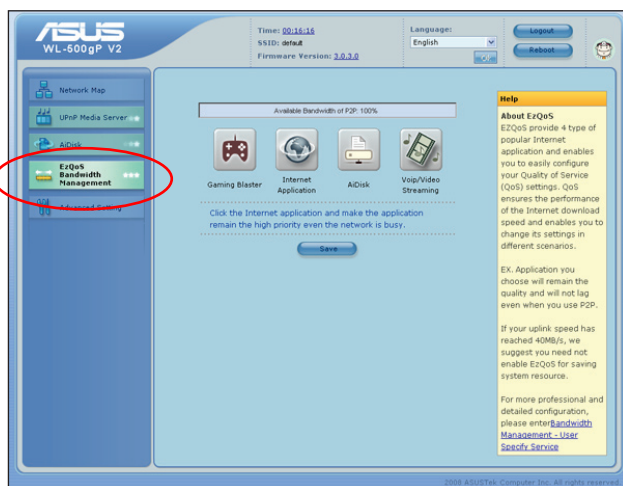 ASUS
WL-500gP V2
Time: 00:16:16
SSID: default
Firmware Version: 3.0.3.0
Language:
English
Logout
Reboot
Network Map
UPnP Media Server
AiDisk
EzQoS
Bandwidth
Management
Advanced Setting
Available Bandwidth of P2P: 100%
Gaming Blaster
Internet
Application
AiDisk
Voip/Video
Streaming
Click the Internet application and make the application
remain the high priority even the network is busy.
Save
Help
About EzQoS
EZQoS provide 4 type of
popular Internet
application and enables
you to easily configure
your Quality of Service
(QoS) settings. QoS
ensures the performance
of the Internet download
speed and enables you to
change its settings in
different scenarios.
EX. Application you
choose will remain the
quality and will not lag
even when you use P2P.
If your uplink speed has
reached 40MB/s, we
suggest you need not
enable EzQoS for saving
system resource.
For more professional and
detailed configuration,
please enterBandwidth
Management - User
Specify Service
2008 ASUSTek Computer Inc. All rights reserved.